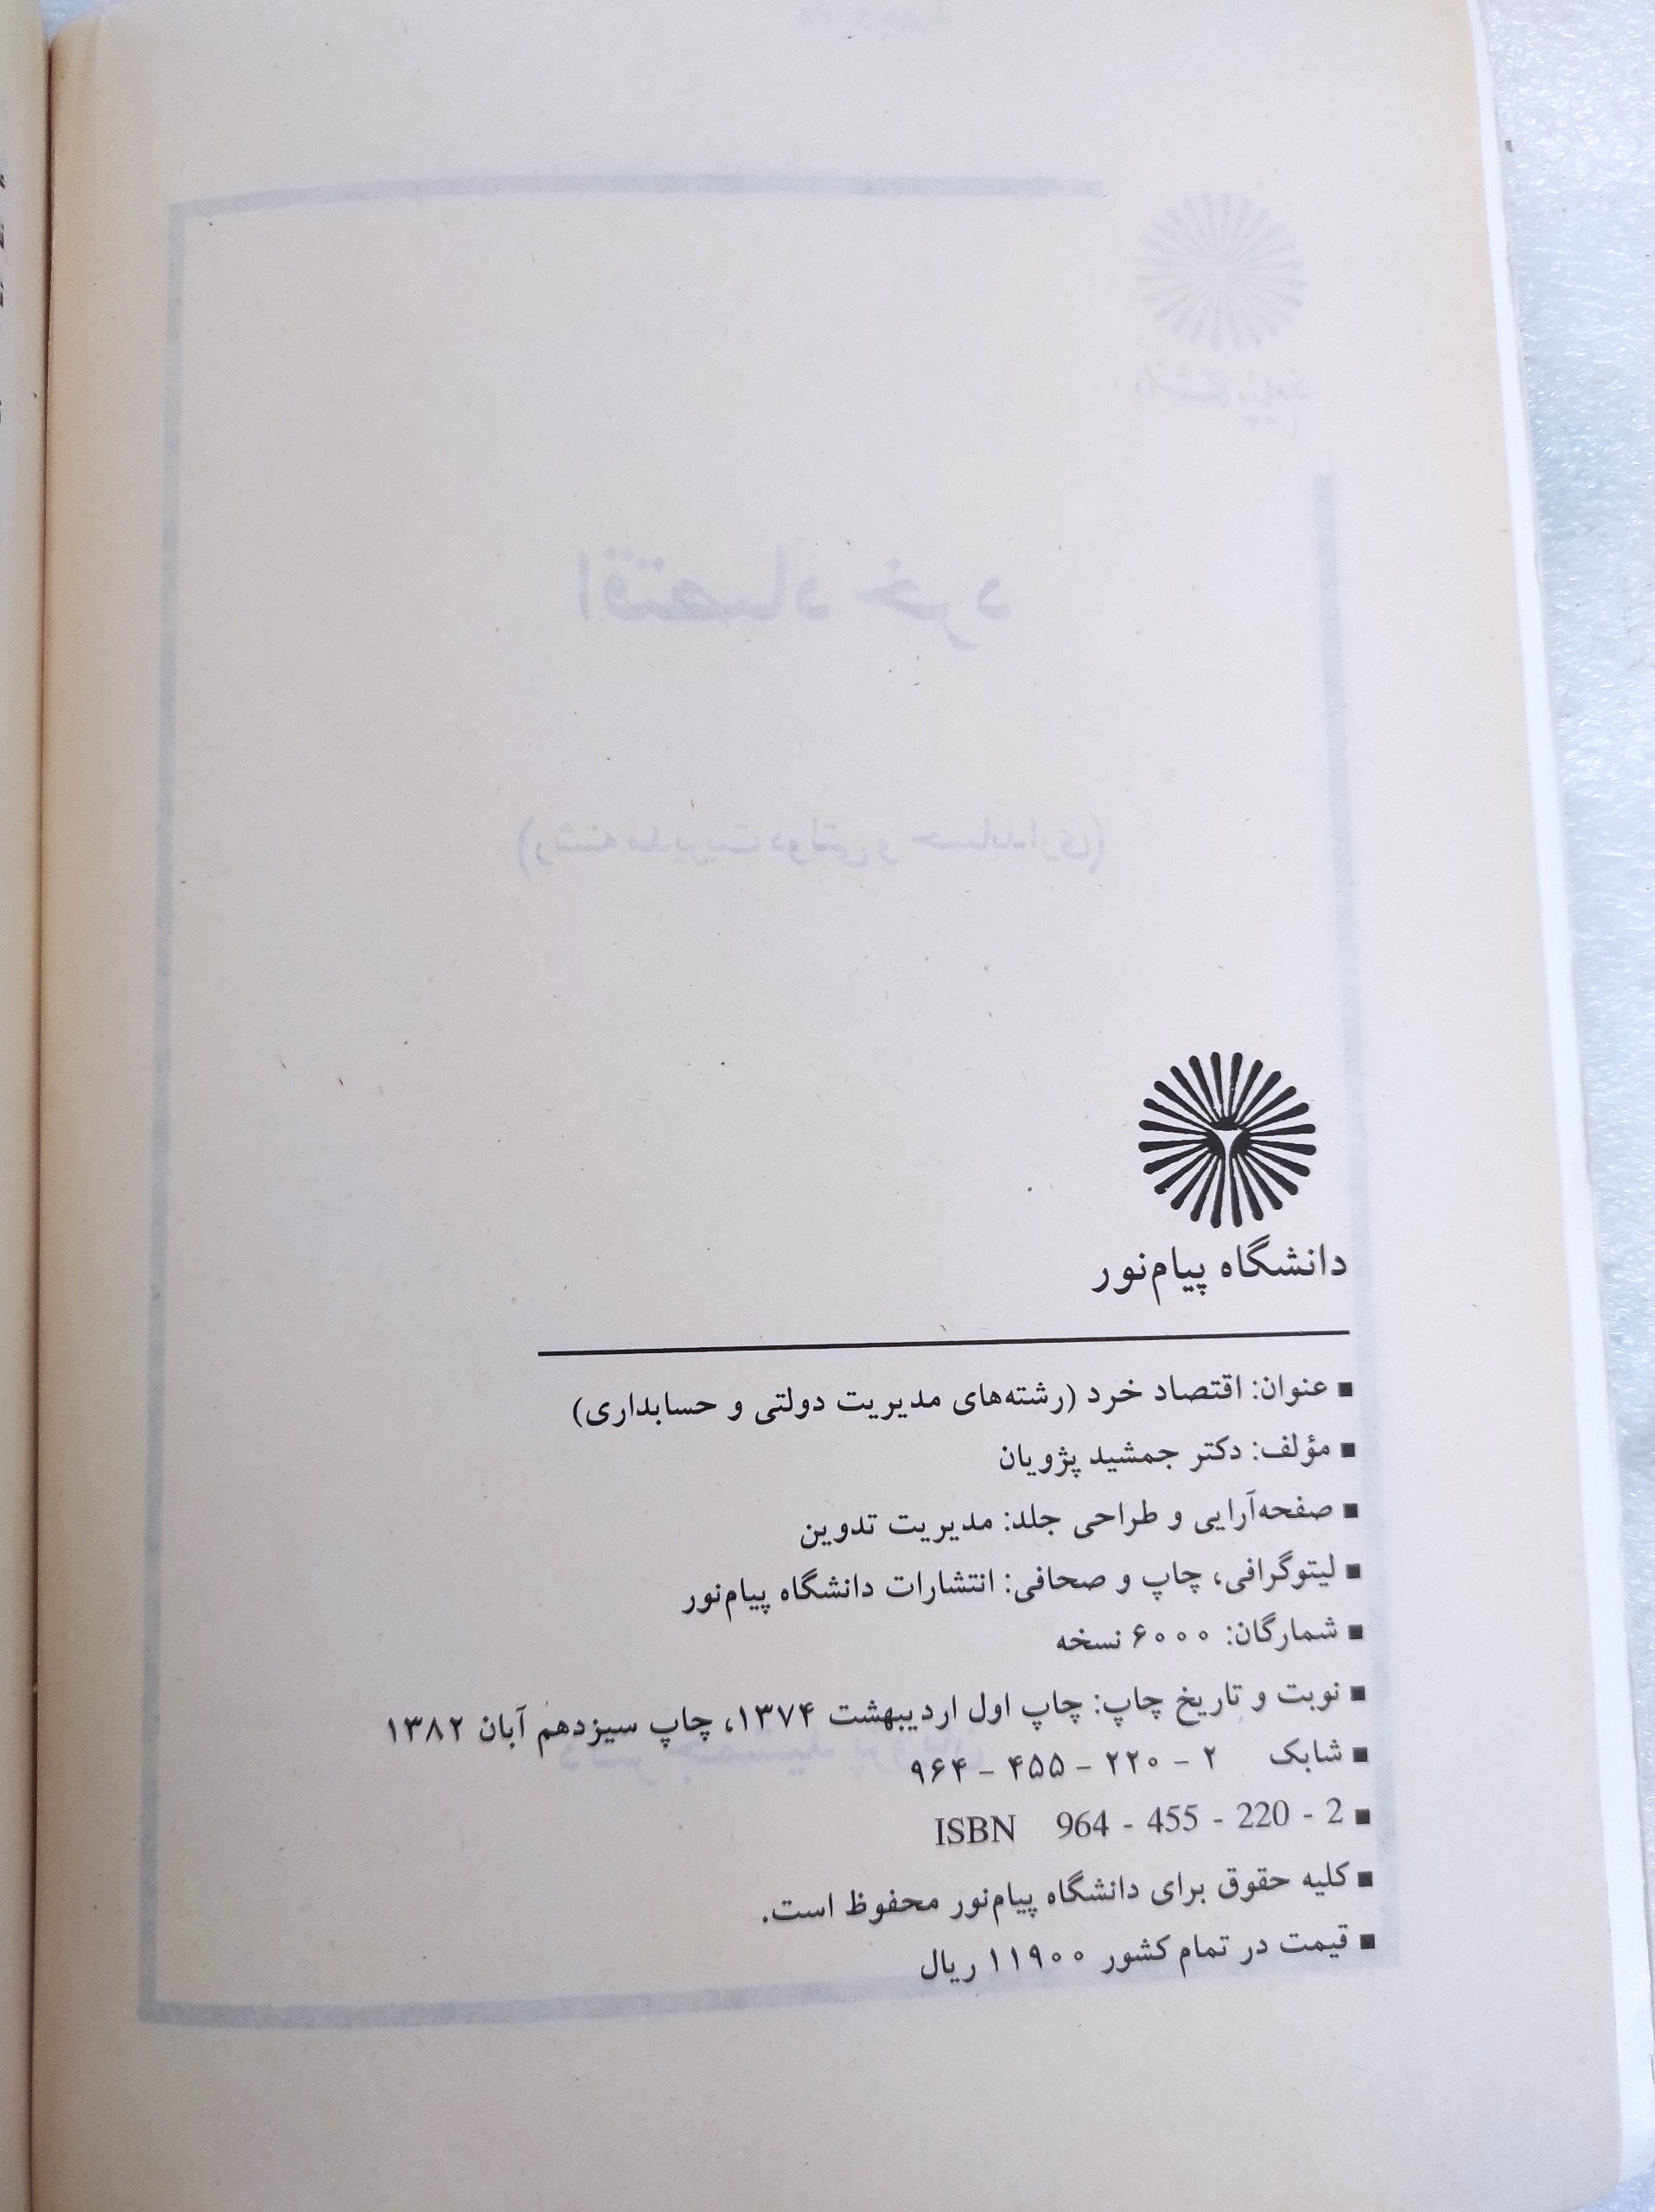 دانشگاه پیام‌نور
■ عنوان: اقتصاد خرد (رشته‌های مدیریت دولتی و حسابداری)
■ مؤلف: دکتر جمشید پژویان
■ صفحه‌آرایی و طراحی جلد: مدیریت تدوین
■ لیتوگرافی، چاپ و صحافی: انتشارات دانشگاه پیام‌نور
■ شمارگان: ۶۰۰۰ نسخه
■ نوبت و تاریخ چاپ: چاپ اول اردیبهشت ۱۳۷۴، چاپ سیزدهم آبان ۱۳۸۲
■ شابک ۲ - ۲۲۰ - ۴۵۵ - ۹۶۴
■ ISBN 964 - 455 - 220 - 2
■ کلیه حقوق برای دانشگاه پیام‌نور محفوظ است.
■ قیمت در تمام کشور ۱۱۹۰۰ ریال